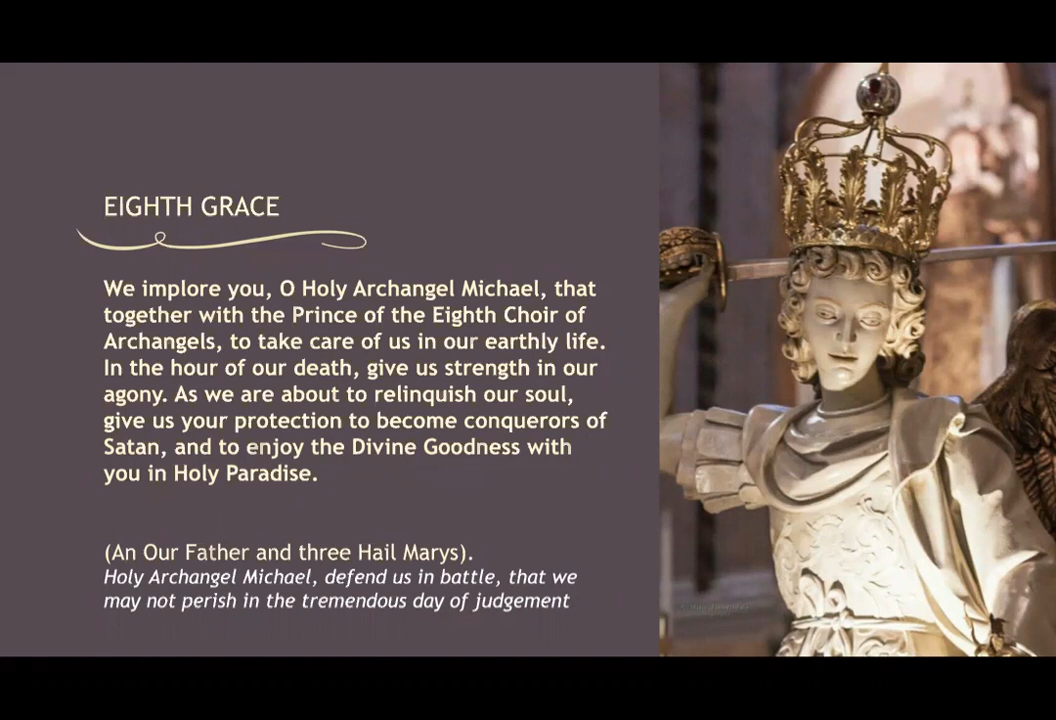 EIGHTH GRACE
We implore you, O Holy Archangel Michael, that
together with the Prince of the Eighth Choir of
Archangels, to take care of us in our earthly life.
In the hour of our death, give us strength in our
agony. As we are about to relinquish our soul,
give us your protection to become conquerors of
Satan, and to enjoy the Divine Goodness with
you in Holy Paradise.
(An Our Father and three Hail Marys).
Holy Archangel Michael, defend us in battle, that we
may not perish in the tremendous day of judgement